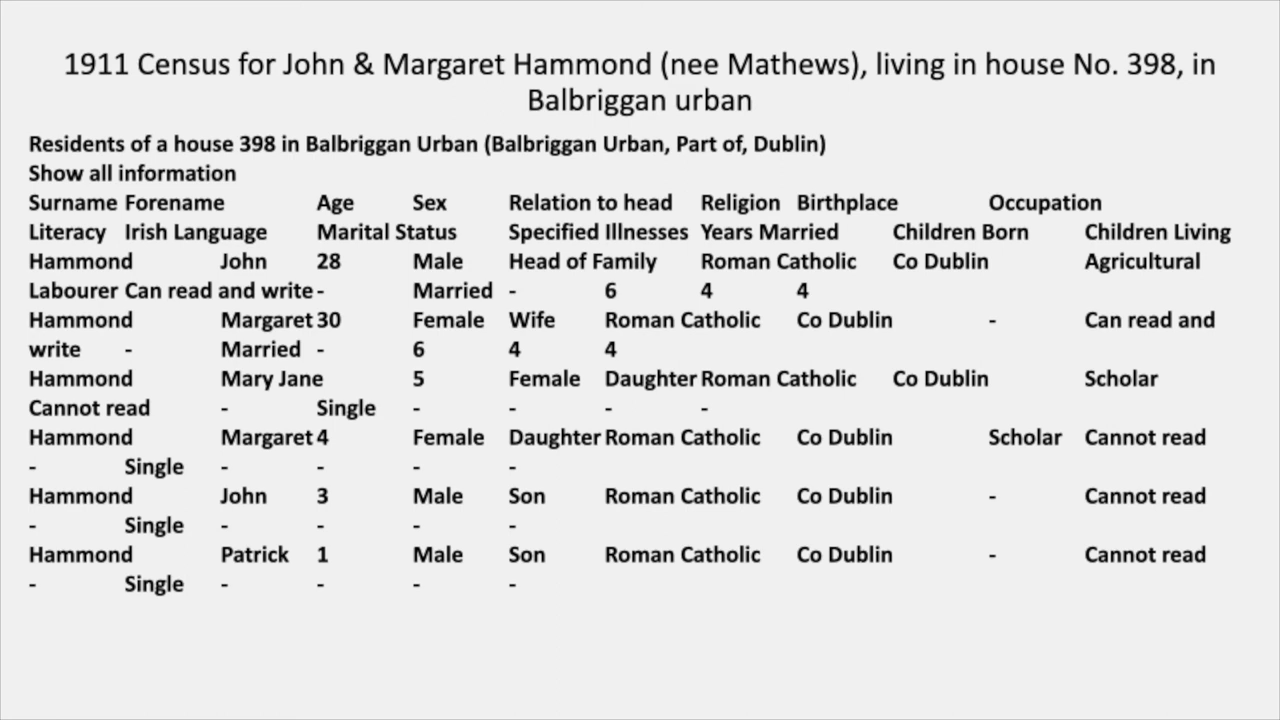 1911 Census for John & Margaret Hammond (nee Mathews), living in house No. 398, in
Balbriggan urban
Residents of a house 398 in Balbriggan Urban (Balbriggan Urban, Part of, Dublin)
Show all information
Surname Forename Age Sex Relation to head Religion Birthplace Occupation
Literacy Irish Language Marital Status Specified Illnesses Years Married Children Born Children Living
Hammond John 28 Male Head of Family Roman Catholic Co Dublin Agricultural
Labourer Can read and write - Married - 6 4 4
Hammond Margaret 30 Female Wife Roman Catholic Co Dublin - Can read and
write - Married - 6 4 4
Hammond Mary Jane 5 Female Daughter Roman Catholic Co Dublin Scholar
Cannot read - Single - - - -
Hammond Margaret 4 Female Daughter Roman Catholic Co Dublin Scholar Cannot read
- Single - - - -
Hammond John 3 Male Son Roman Catholic Co Dublin - Cannot read
- Single - - - -
Hammond Patrick 1 Male Son Roman Catholic Co Dublin - Cannot read
- Single - - - -